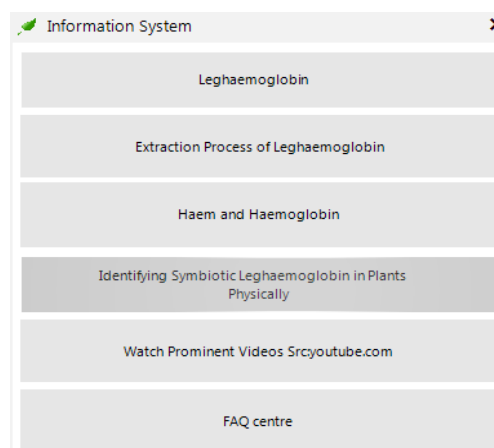 Information System
Leghaemoglobin
Extraction Process of Leghaemoglobin
Haem and Haemoglobin
Identifying Symbiotic Leghaemoglobin in Plants
Physically
Watch Prominent Videos Src:youtube.com
FAQ centre